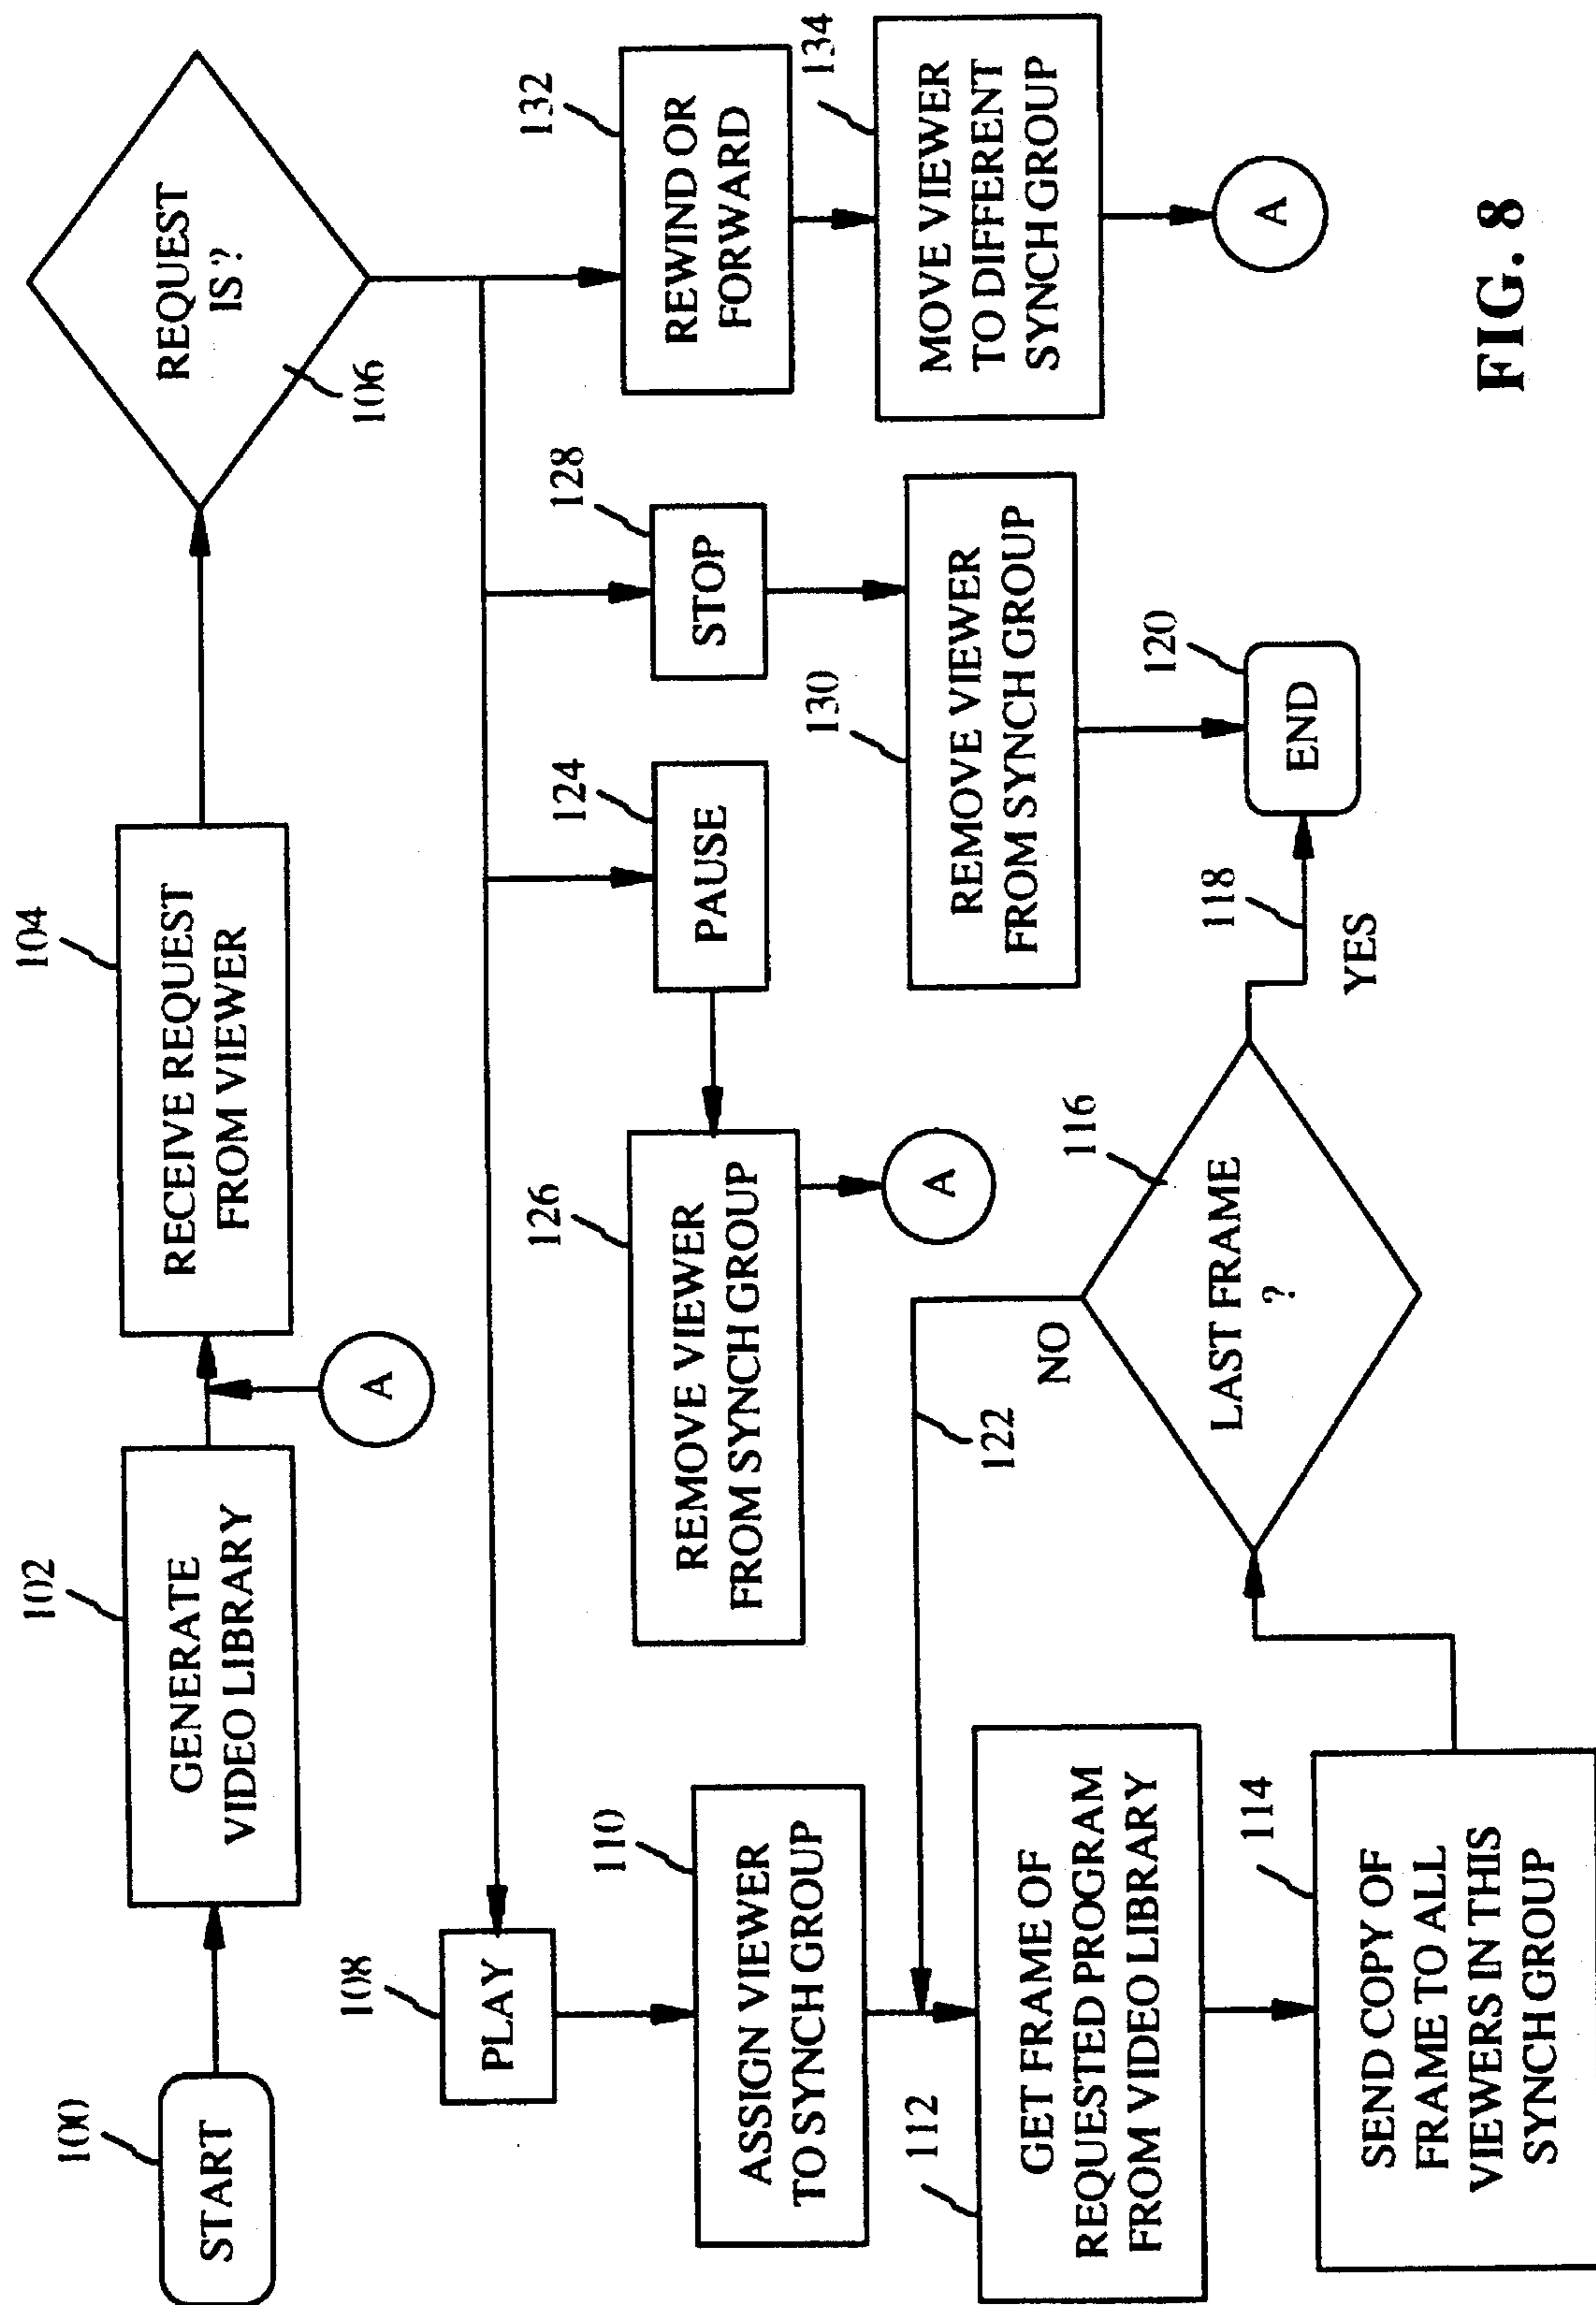 100
START
102
GENERATE
VIDEO LIBRARY
A
104
RECEIVE REQUEST
FROM VIEWER
REQUEST
IS?
106
108
PLAY
110
ASSIGN VIEWER
TO SYNCH GROUP
112
GET FRAME OF
REQUESTED PROGRAM
FROM VIDEO LIBRARY
114
SEND COPY OF
FRAME TO ALL
VIEWERS IN THIS
SYNCH GROUP
116
LAST FRAME
?
NO
122
YES
118
120
END
124
PAUSE
126
REMOVE VIEWER
FROM SYNCH GROUP
A
128
STOP
130
REMOVE VIEWER
FROM SYNCH GROUP
132
REWIND OR
FORWARD
134
MOVE VIEWER
TO DIFFERENT
SYNCH GROUP
A
FIG. 8